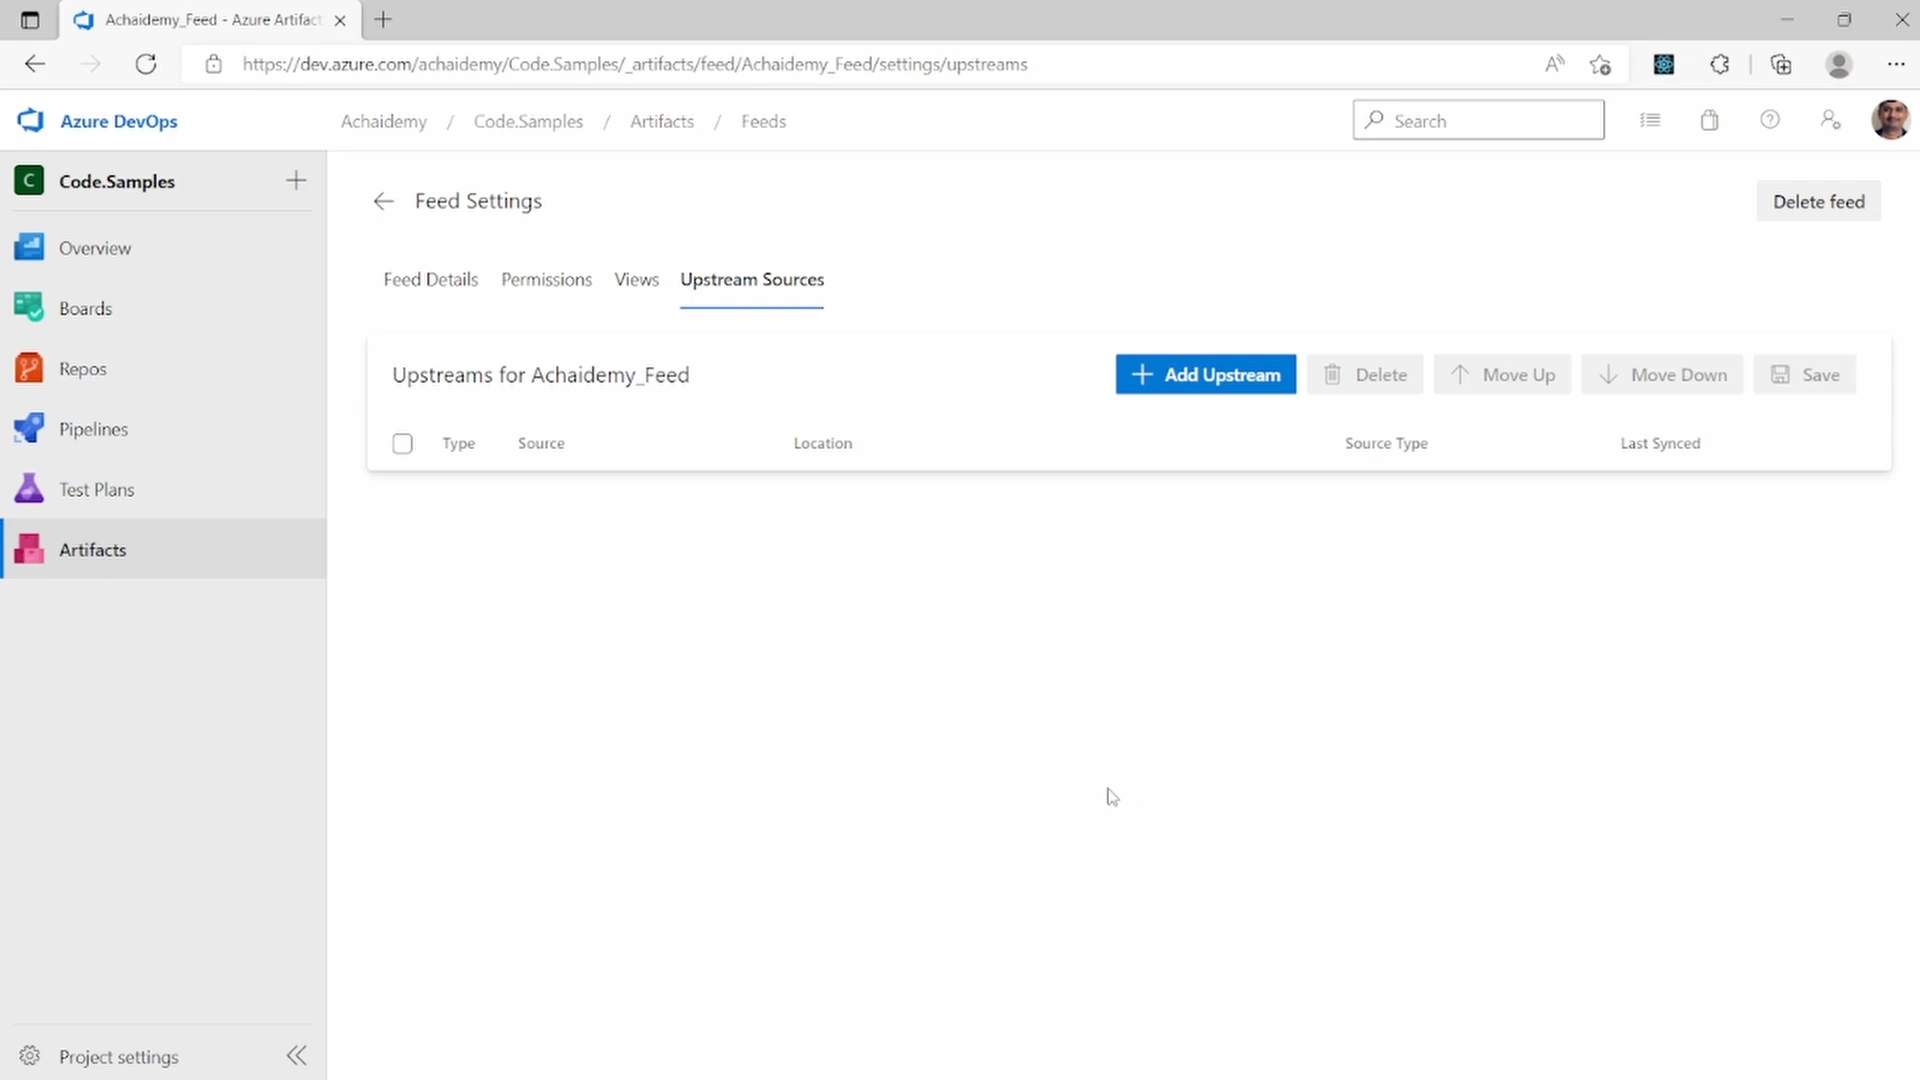 Achaidemy_Feed - Azure Artifact
https://dev.azure.com/achaidemy/Code.Samples/_artifacts/feed/Achaidemy_Feed/settings/upstreams
Azure DevOps
Achaidemy / Code.Samples / Artifacts / Feeds
Search
C Code.Samples
Feed Settings
Delete feed
Overview
Feed Details Permissions Views Upstream Sources
Boards
Repos
Upstreams for Achaidemy_Feed
Add Upstream Delete Move Up Move Down Save
Pipelines
Type Source Location Source Type Last Synced
Test Plans
Artifacts
Project settings